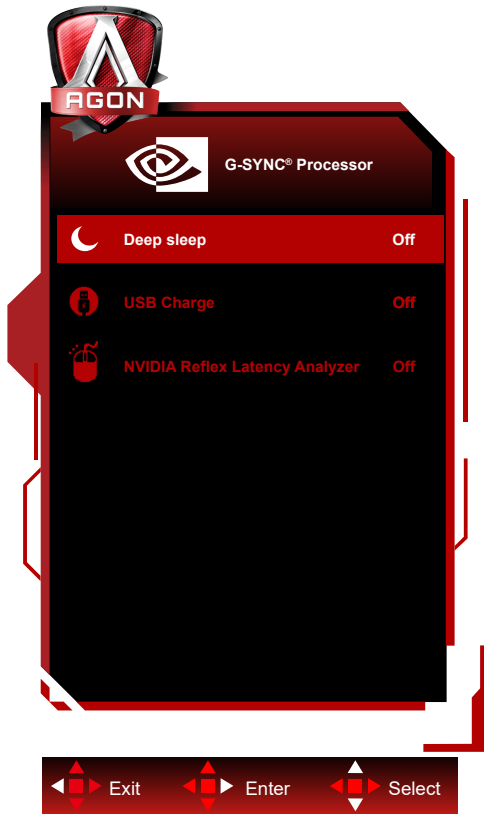 AGON
G-SYNC® Processor
Deep sleep Off
USB Charge Off
NVIDIA Reflex Latency Analyzer Off
Exit Enter Select